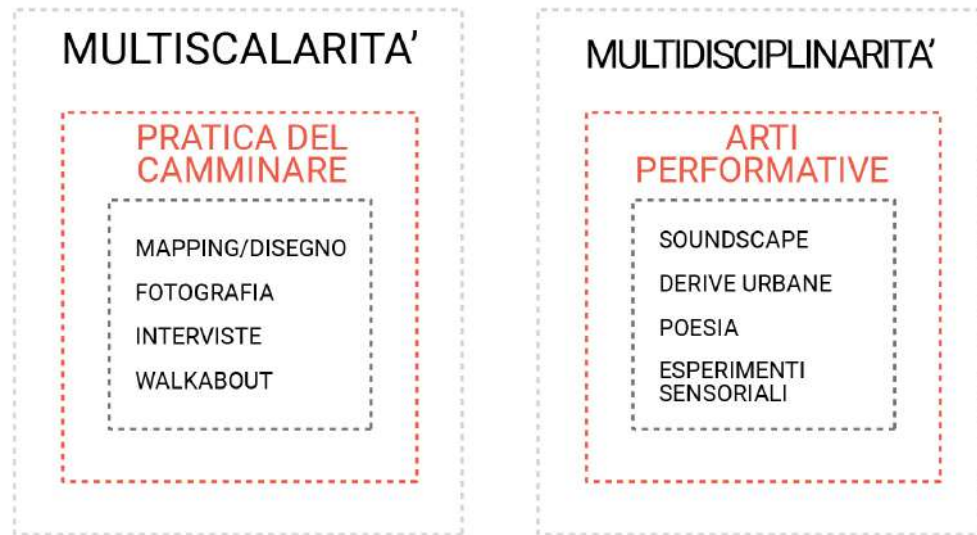 MULTISCALARITA'
PRATICA DEL
CAMMINARE
MAPPING/DISEGNO
FOTOGRAFIA
INTERVISTE
WALKABOUT
MULTIDISCIPLINARITA'
ARTI
PERFORMATIVE
SOUNDSCAPE
DERIVE URBANE
POESIA
ESPERIMENTI
SENSORIALI